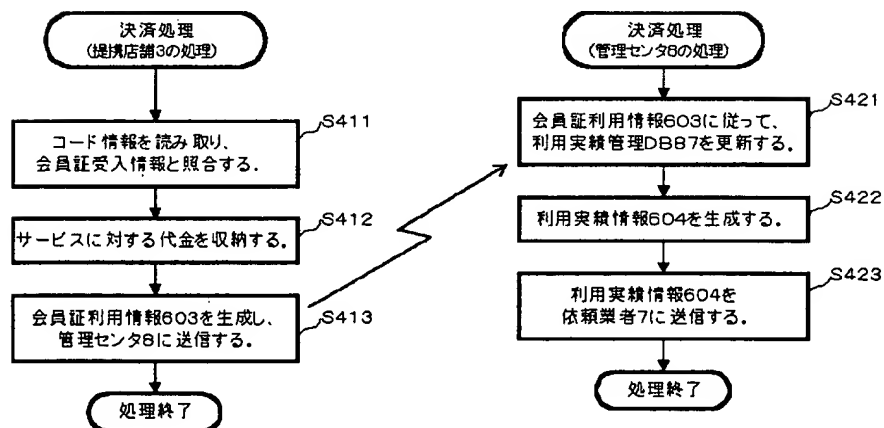 決済処理
(提携店舗3の処理)
S411
コード情報を読み取り、
会員証受入情報と照合する.
S412
サービスに対する代金を収納する。
S413
会員証利用情報603を生成し、
管理センタ8に送信する。
処理終了
決済処理
(管理センタ8の処理)
S421
会員証利用情報603に従って、
利用実績管理DB87を更新する。
S422
利用実績情報604を生成する。
S423
利用実績情報604を
依頼業者7に送信する。
処理終了